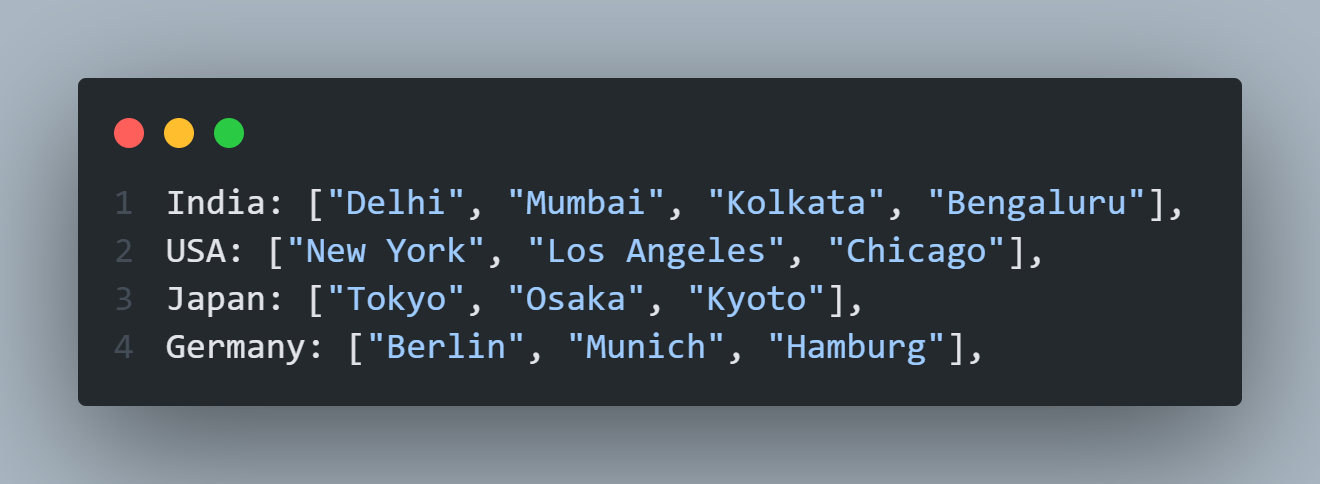 1 India: ["Delhi", "Mumbai", "Kolkata", "Bengaluru"],
2 USA: ["New York", "Los Angeles", "Chicago"],
3 Japan: ["Tokyo", "Osaka", "Kyoto"],
4 Germany: ["Berlin", "Munich", "Hamburg"],